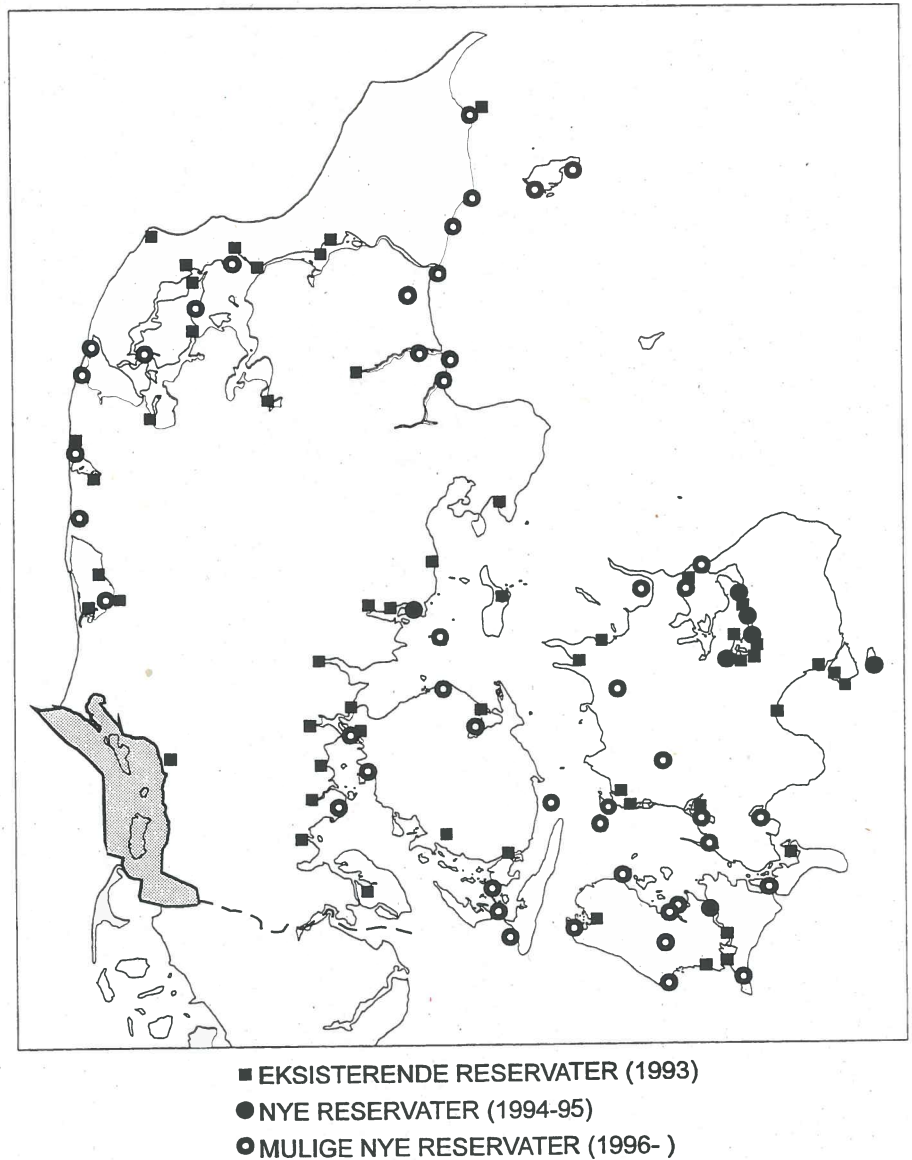 EKSISTERENDE RESERVATER (1993)
NYE RESERVATER (1994-95)
MULIGE NYE RESERVATER (1996- )